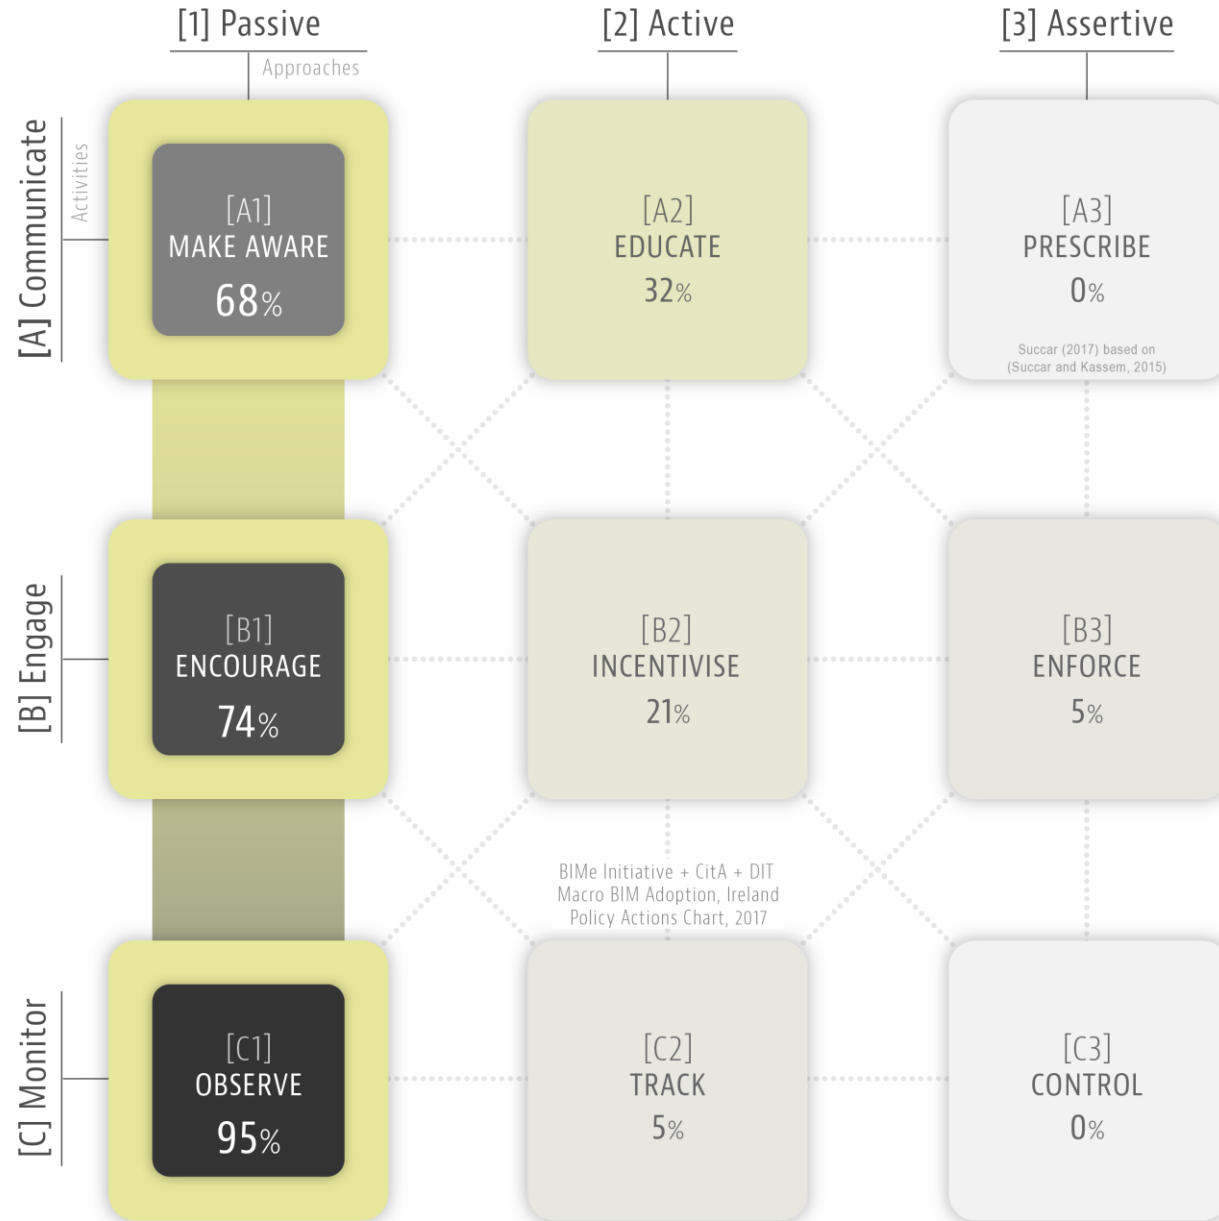 [1] Passive
[2] Active
[3] Assertive
Approaches
[A] Communicate
Activities
[A1]
MAKE AWARE
68%
[A2]
EDUCATE
32%
[A3]
PRESCRIBE
0%
Succar (2017) based on
(Succar and Kassem, 2015)
[B] Engage
[B1]
ENCOURAGE
74%
[B2]
INCENTIVISE
21%
[B3]
ENFORCE
5%
BIMe Initiative + CitA + DIT
Macro BIM Adoption, Ireland
Policy Actions Chart, 2017
[C] Monitor
[C1]
OBSERVE
95%
[C2]
TRACK
5%
[C3]
CONTROL
0%